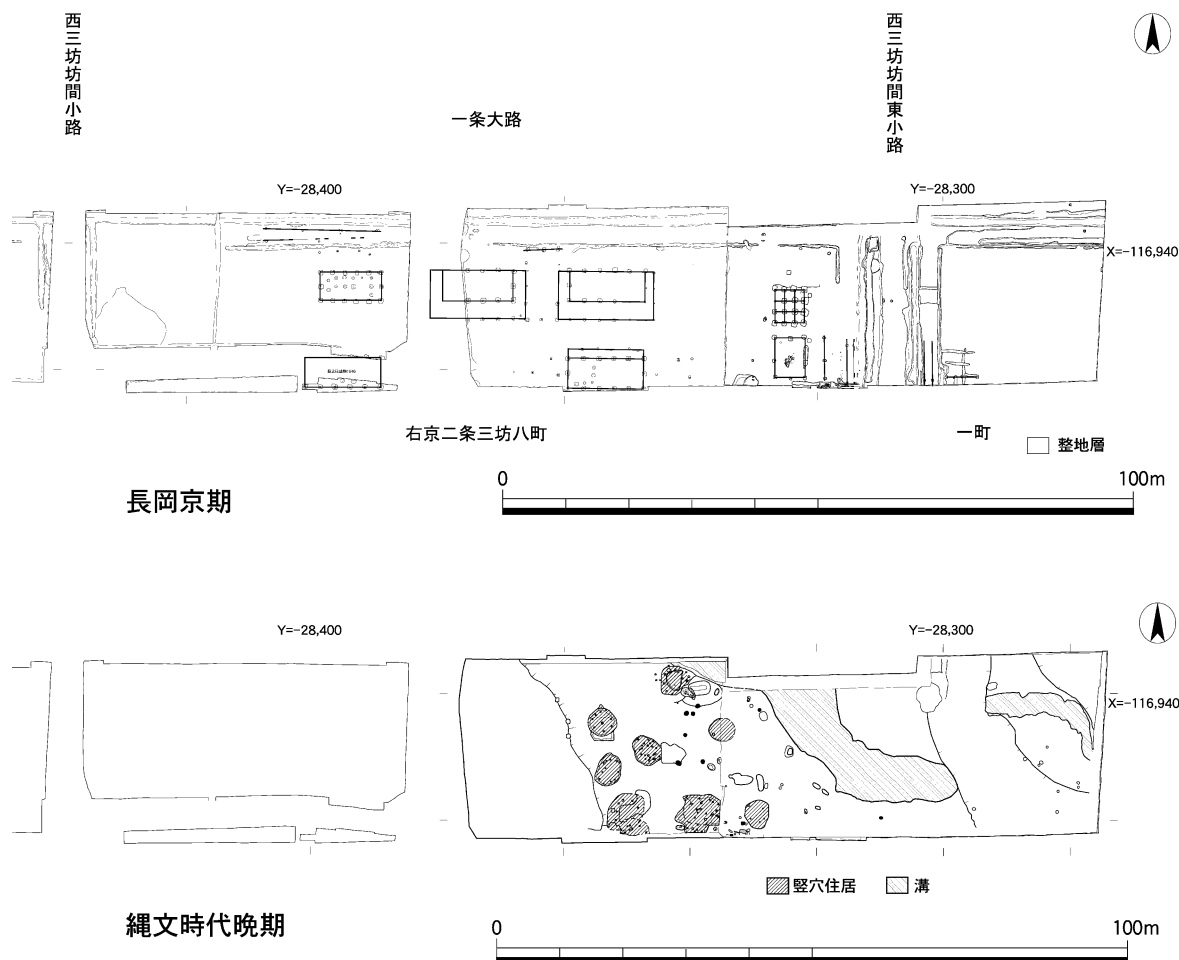 西三坊坊間小路
西三坊坊間東小路
一条大路
Y=−28,400
Y=−28,300
X=−116,940
右京二条三坊八町
一町
整地層
長岡京期
0
100m
Y=−28,400
Y=−28,300
X=−116,940
竪穴住居
溝
縄文時代晩期
0
100m